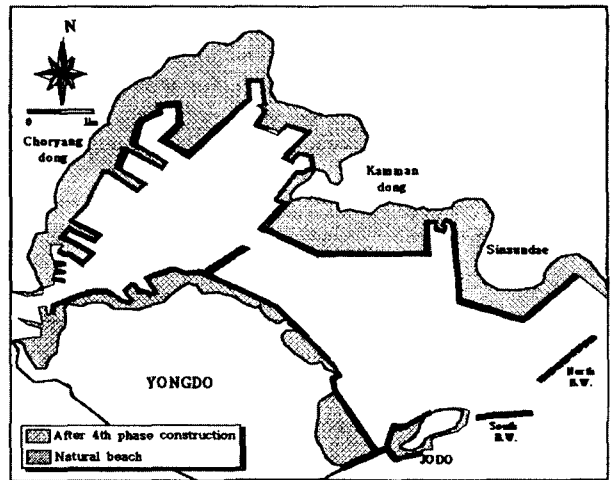 N
0 1km
Choryang
dong
Kamman
dong
Sinsundae
North
B.W.
YONGDO
South
B.W.
JODO
After 4th phase construction
Natural beach